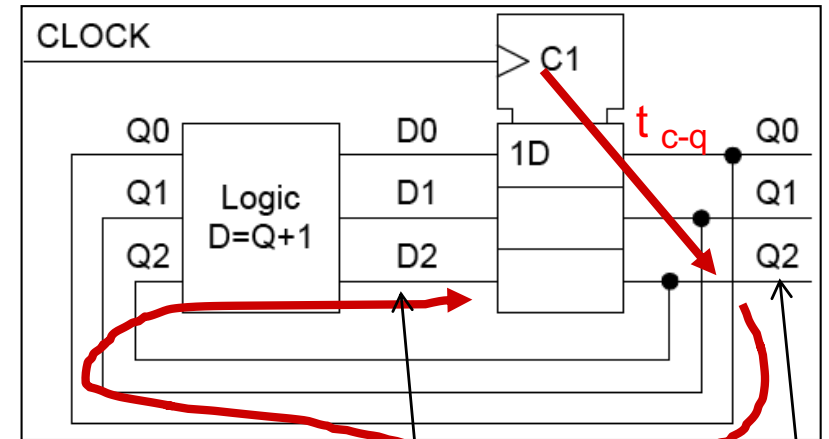 CLOCK
C1
t c-q
Q0 D0 1D Q0
Q1 Logic D1 Q1
D=Q+1
Q2 D2 Q2